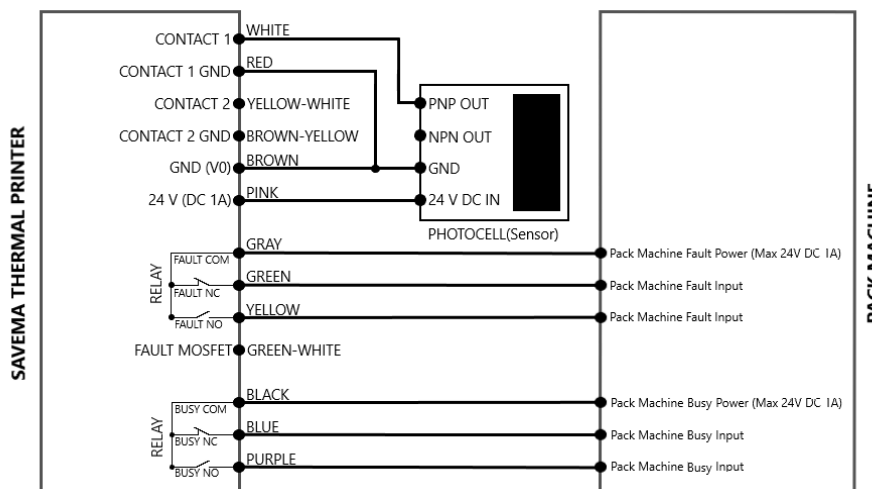 SAVEMA THERMAL PRINTER
CONTACT 1 WHITE
CONTACT 1 GND RED
CONTACT 2 YELLOW-WHITE
CONTACT 2 GND BROWN-YELLOW
GND (V0) BROWN
24 V (DC 1A) PINK
PNP OUT
NPN OUT
GND
24 V DC IN
PHOTOCELL(Sensor)
RELAY
FAULT COM GRAY Pack Machine Fault Power (Max 24V DC 1A)
FAULT NC GREEN Pack Machine Fault Input
FAULT NO YELLOW Pack Machine Fault Input
FAULT MOSFET GREEN-WHITE
RELAY
BUSY COM BLACK Pack Machine Busy Power (Max 24V DC 1A)
BUSY NC BLUE Pack Machine Busy Input
BUSY NO PURPLE Pack Machine Busy Input
PACK MACHINE